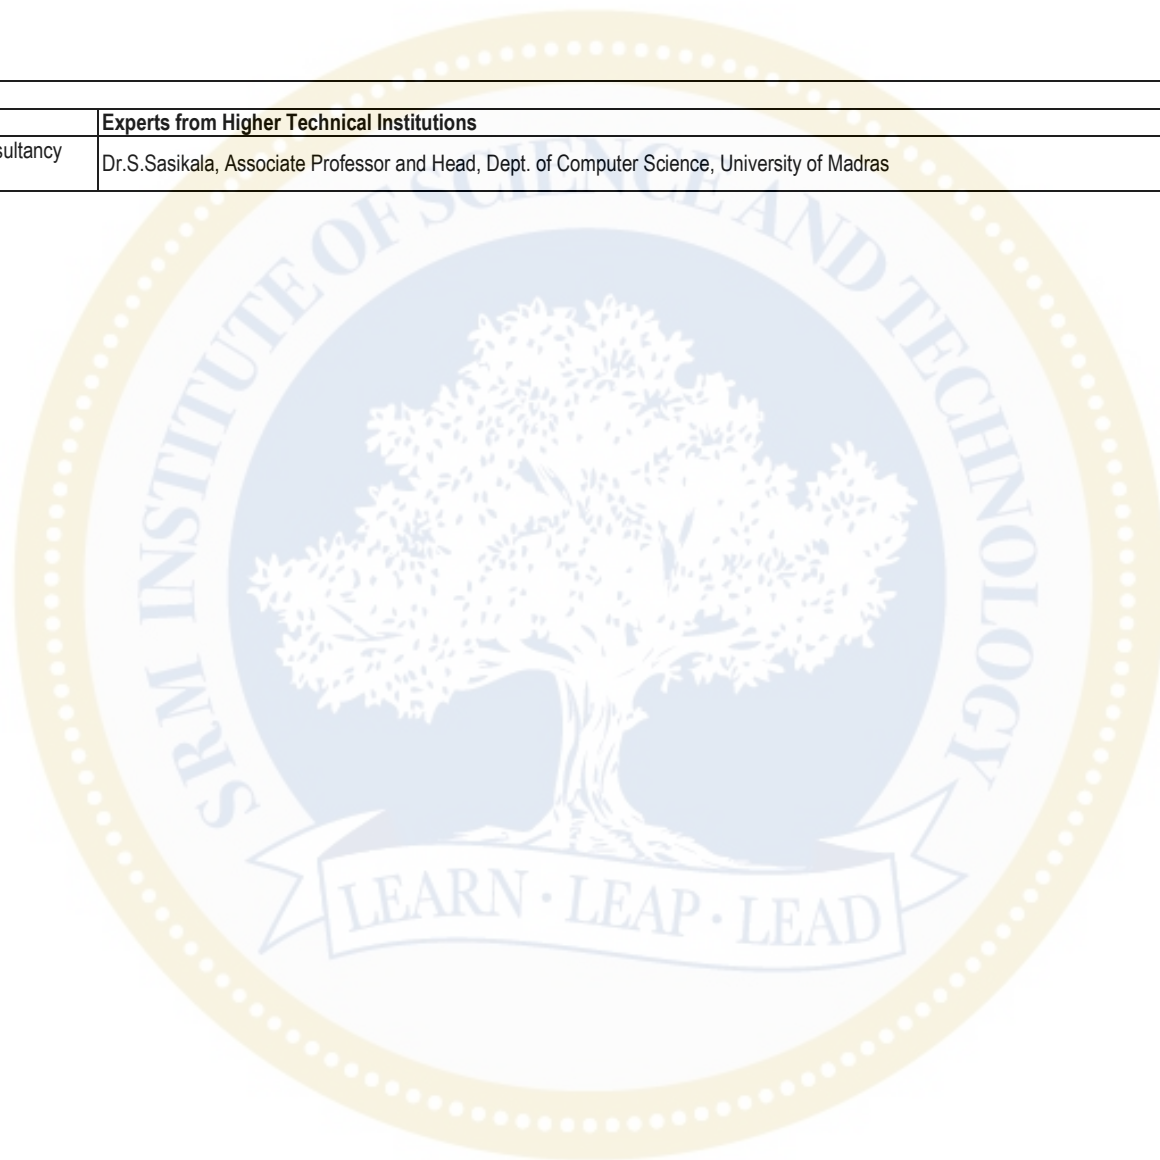 Experts from Higher Technical Institutions
sultancy
Dr.S.Sasikala, Associate Professor and Head, Dept. of Computer Science, University of Madras
SRM INSTITUTE OF SCIENCE AND TECHNOLOGY
LEARN · LEAP · LEAD